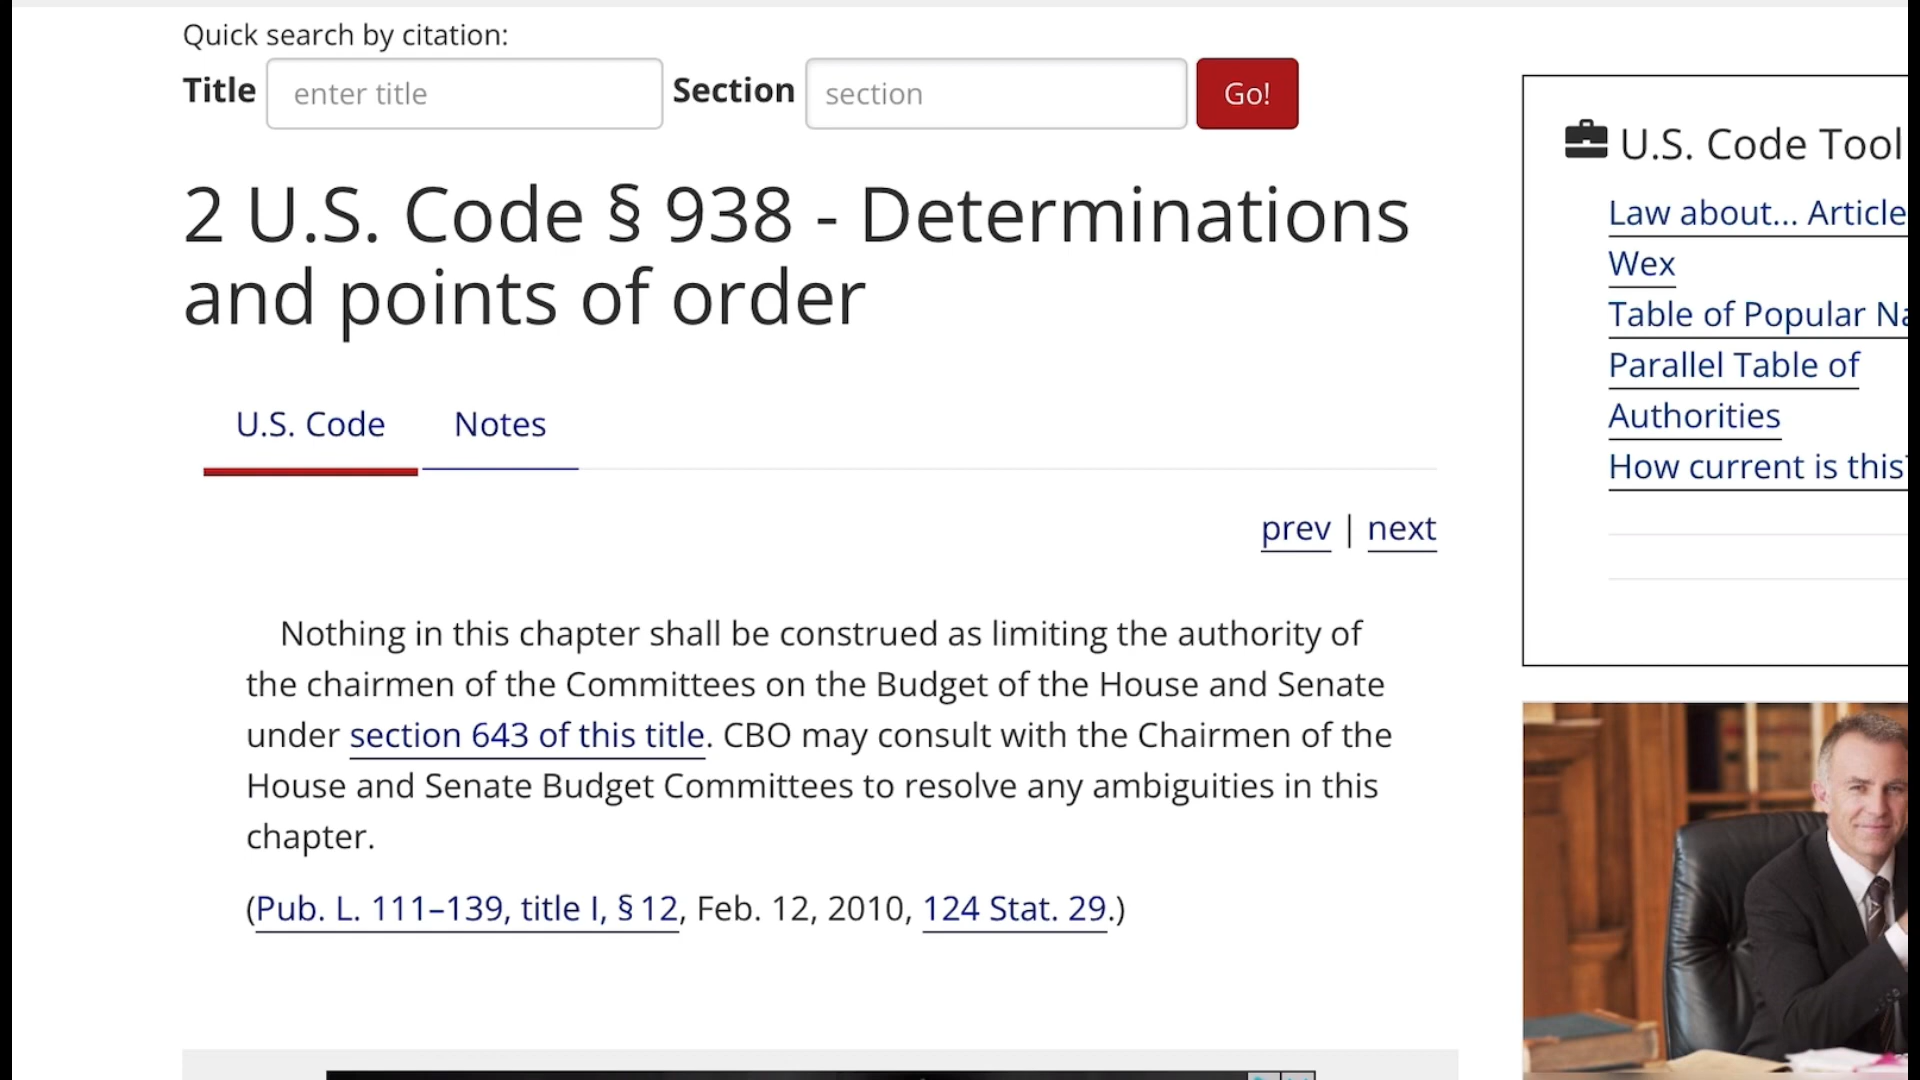 Quick search by citation:
Title enter title Section section Go!
2 U.S. Code § 938 - Determinations
and points of order
U.S. Code Notes
prev | next
Nothing in this chapter shall be construed as limiting the authority of
the chairmen of the Committees on the Budget of the House and Senate
under section 643 of this title. CBO may consult with the Chairmen of the
House and Senate Budget Committees to resolve any ambiguities in this
chapter.
(Pub. L. 111–139, title I, § 12, Feb. 12, 2010, 124 Stat. 29.)
U.S. Code Tool
Law about... Article
Wex
Table of Popular Na
Parallel Table of
Authorities
How current is this?